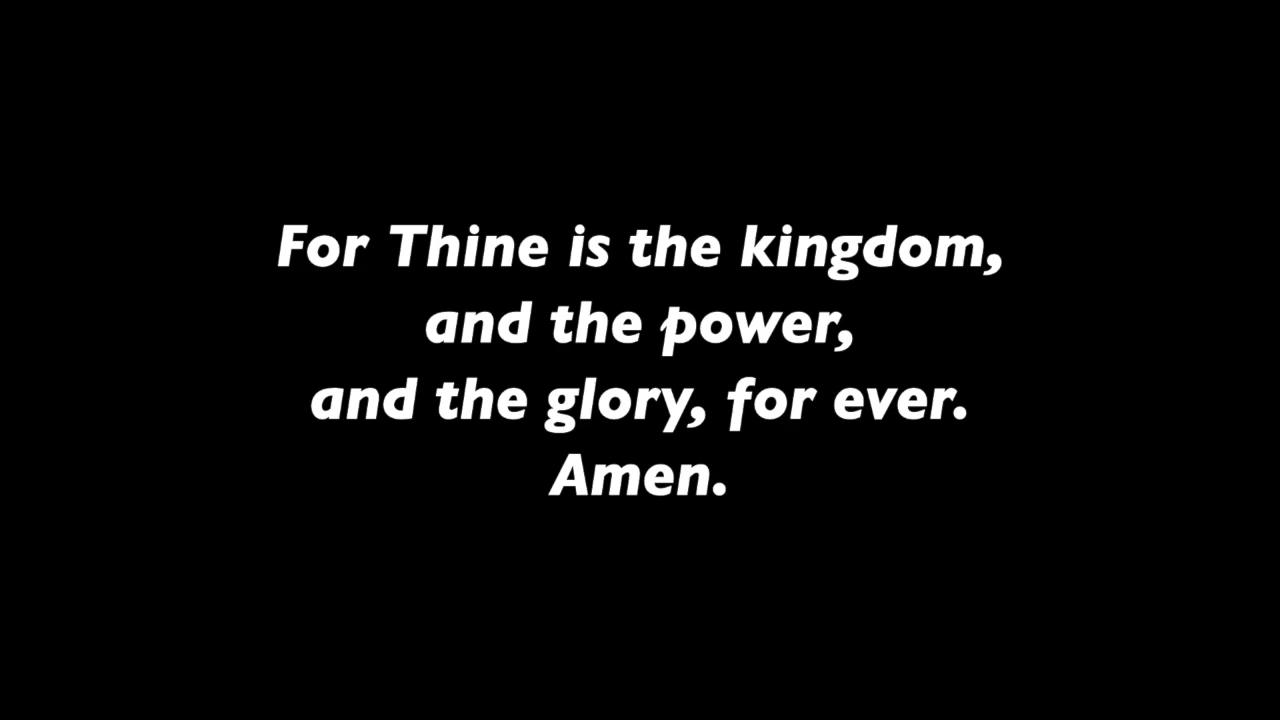 For Thine is the kingdom,
and the power,
and the glory, for ever.
Amen.